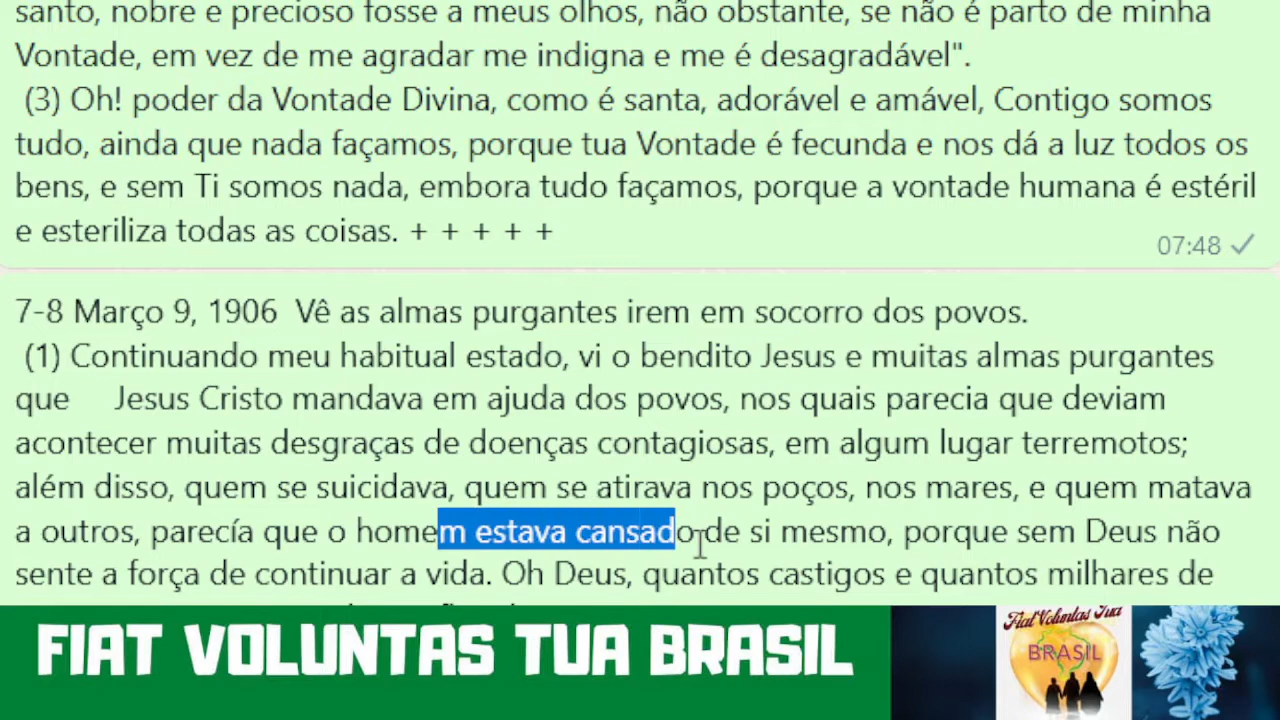 santo, nobre e precioso fosse a meus olhos, não obstante, se não é parto de minha
Vontade, em vez de me agradar me indigna e me é desagradável".
(3) Oh! poder da Vontade Divina, como é santa, adorável e amável, Contigo somos
tudo, ainda que nada façamos, porque tua Vontade é fecunda e nos dá a luz todos os
bens, e sem Ti somos nada, embora tudo façamos, porque a vontade humana é estéril
e esteriliza todas as coisas. + + + + +
07:48
7-8 Março 9, 1906  Vê as almas purgantes irem em socorro dos povos.
(1) Continuando meu habitual estado, vi o bendito Jesus e muitas almas purgantes
que    Jesus Cristo mandava em ajuda dos povos, nos quais parecia que deviam
acontecer muitas desgraças de doenças contagiosas, em algum lugar terremotos;
além disso, quem se suicidava, quem se atirava nos poços, nos mares, e quem matava
a outros, parecía que o homem estava cansado de si mesmo, porque sem Deus não
sente a força de continuar a vida. Oh Deus, quantos castigos e quantos milhares de
FIAT VOLUNTAS TUA BRASIL
Fiat Voluntas Tua
BRASIL